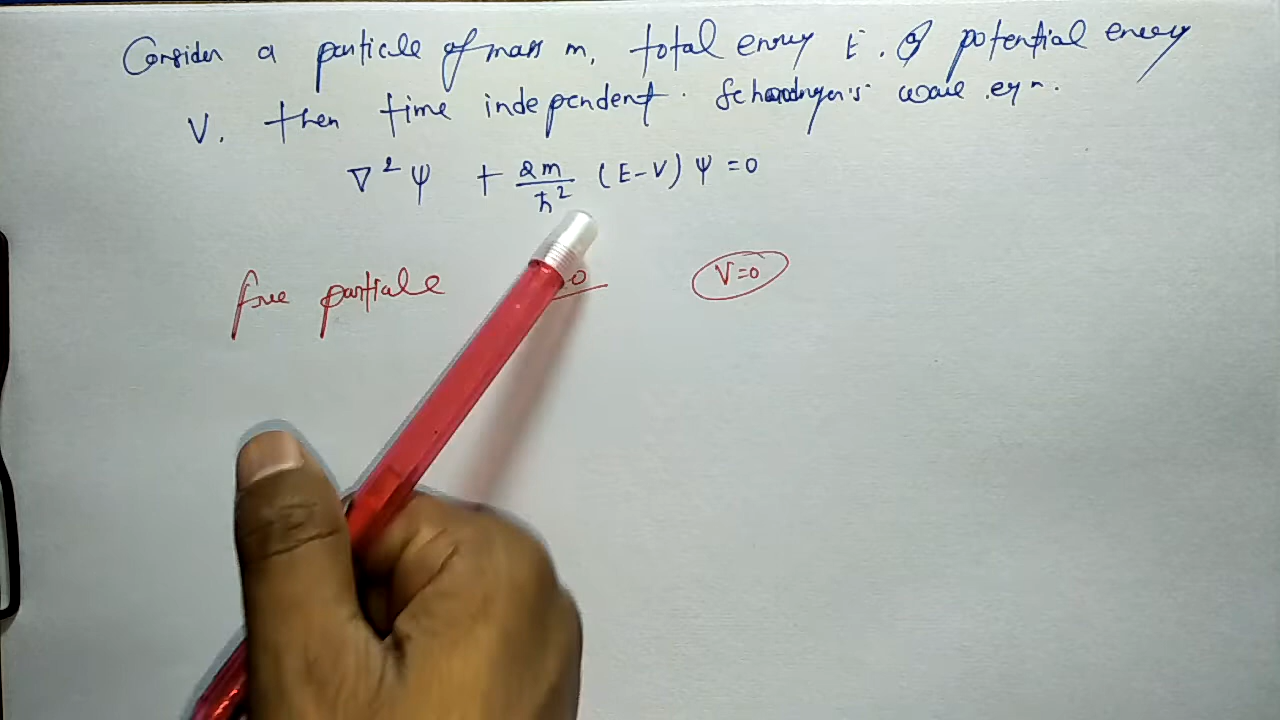 Consider a particle of mass m, total energy E. & potential energy
V. then time independent. Schrodinger's wave eqn.
∇²ψ + 2m/ħ² (E-V) ψ = 0
free particle 0 V=0